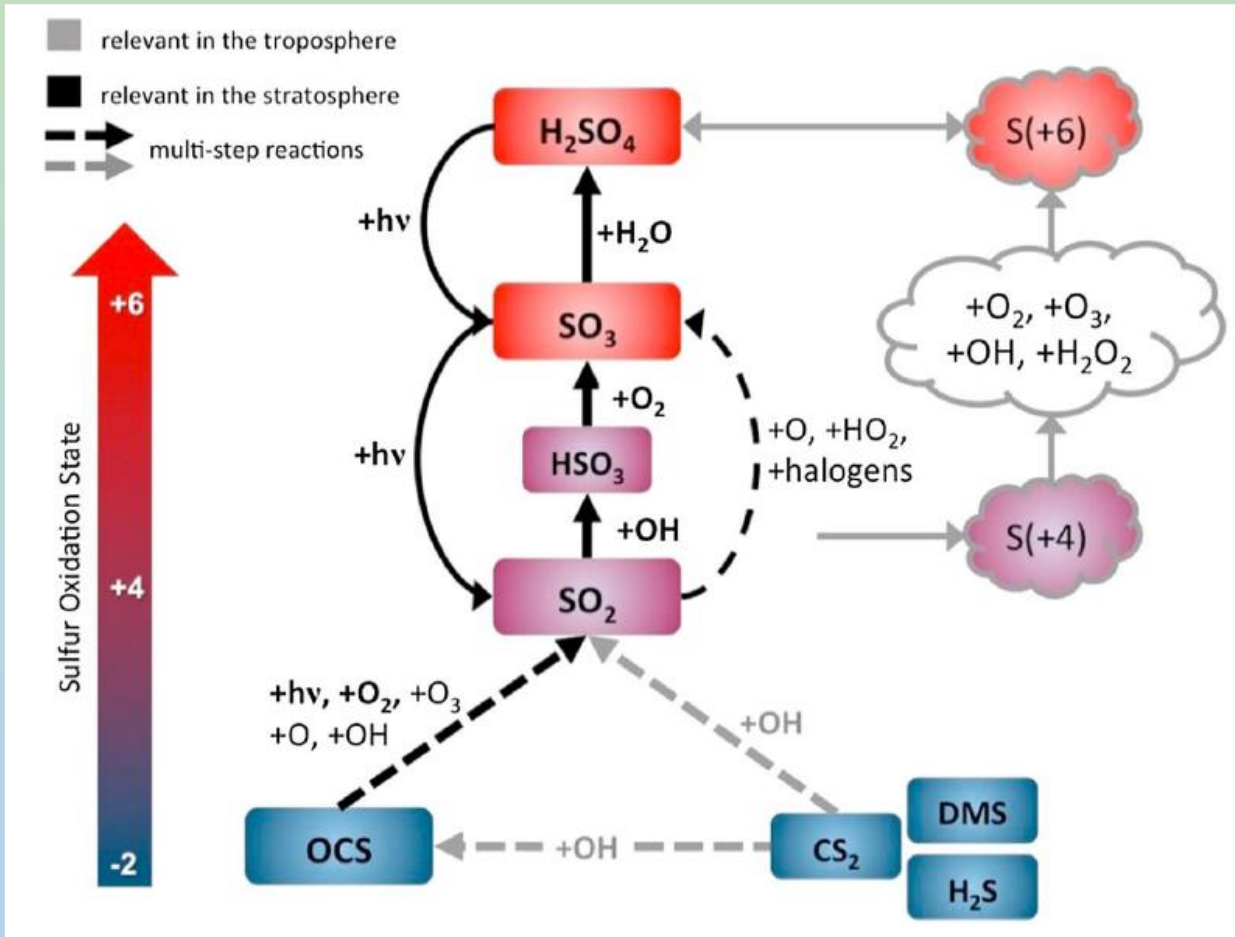 relevant in the troposphere
relevant in the stratosphere
multi-step reactions
H₂SO₄
S(+6)
+hν
+H₂O
+6
SO₃
+O₂, +O₃,
+OH, +H₂O₂
+O₂
+O, +HO₂,
+halogens
+hν
HSO₃
+OH
S(+4)
+4
SO₂
Sulfur Oxidation State
+hν, +O₂, +O₃
+O, +OH
+OH
DMS
OCS
+OH
CS₂
-2
H₂S